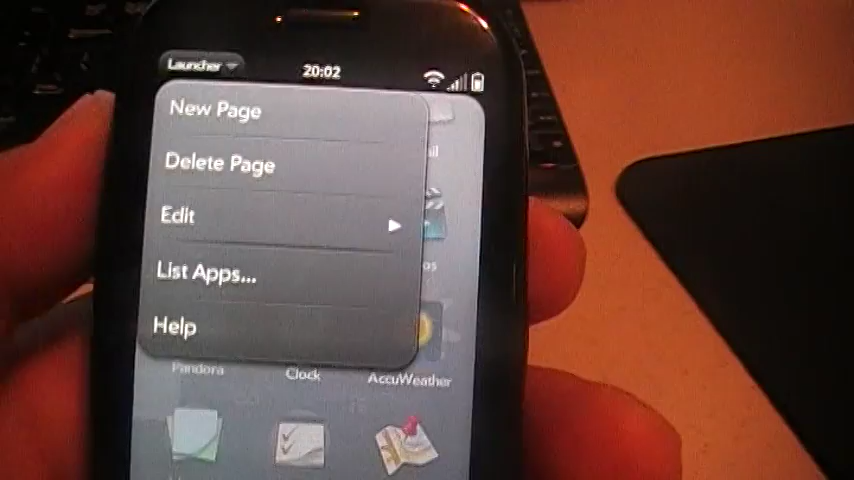 Launcher
20:02
New Page
Delete Page
Edit
List Apps...
Help
Pandora
Clock
AccuWeather